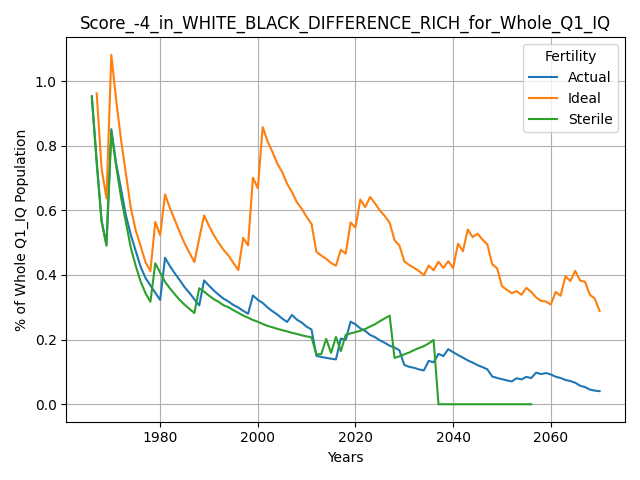 Score_-4_in_WHITE_BLACK_DIFFERENCE_RICH_for_Whole_Q1_IQ
Fertility
Actual
Ideal
Sterile
% of Whole Q1_IQ Population
1.0
0.8
0.6
0.4
0.2
0.0
1980
2000
2020
2040
2060
Years